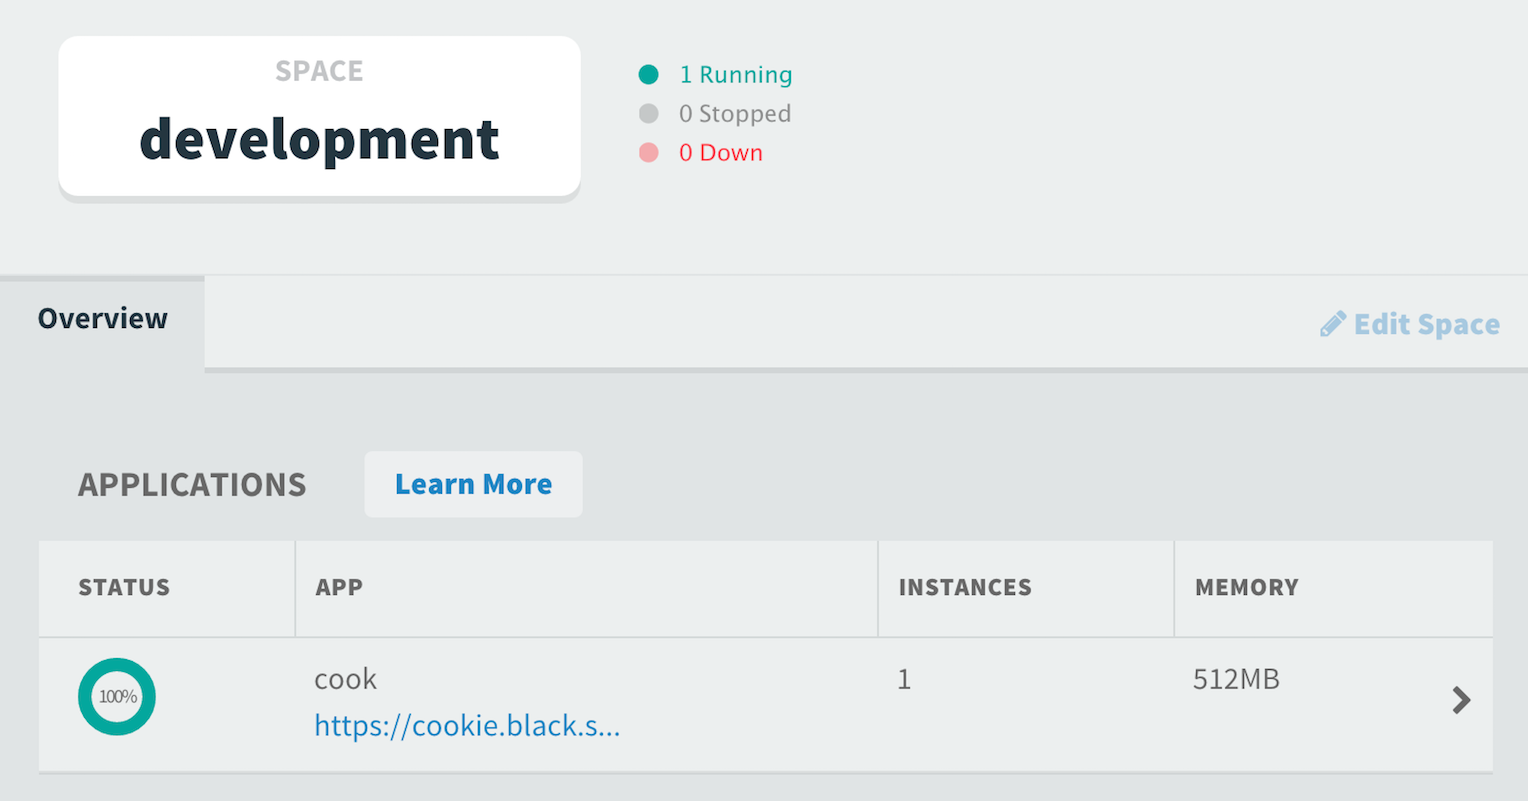 SPACE
development
1 Running
0 Stopped
0 Down
Overview
Edit Space
APPLICATIONS
Learn More
STATUS APP INSTANCES MEMORY
100% cook 1 512MB
https://cookie.black.s...